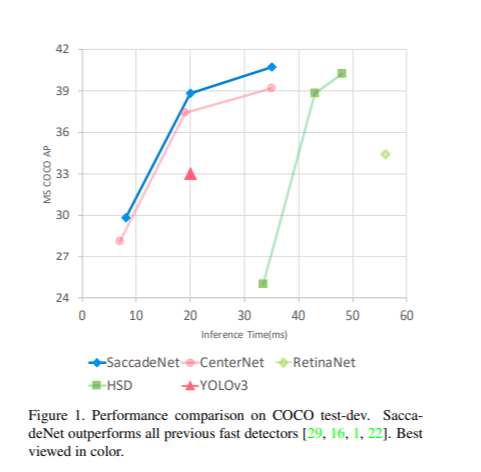 42
39
36
33
30
27
24
MS COCO AP
0 10 20 30 40 50 60
Inference Time(ms)
SaccadeNet CenterNet RetinaNet
HSD YOLOv3
Figure 1. Performance comparison on COCO test-dev. Sacca-
deNet outperforms all previous fast detectors [29, 16, 1, 22]. Best
viewed in color.